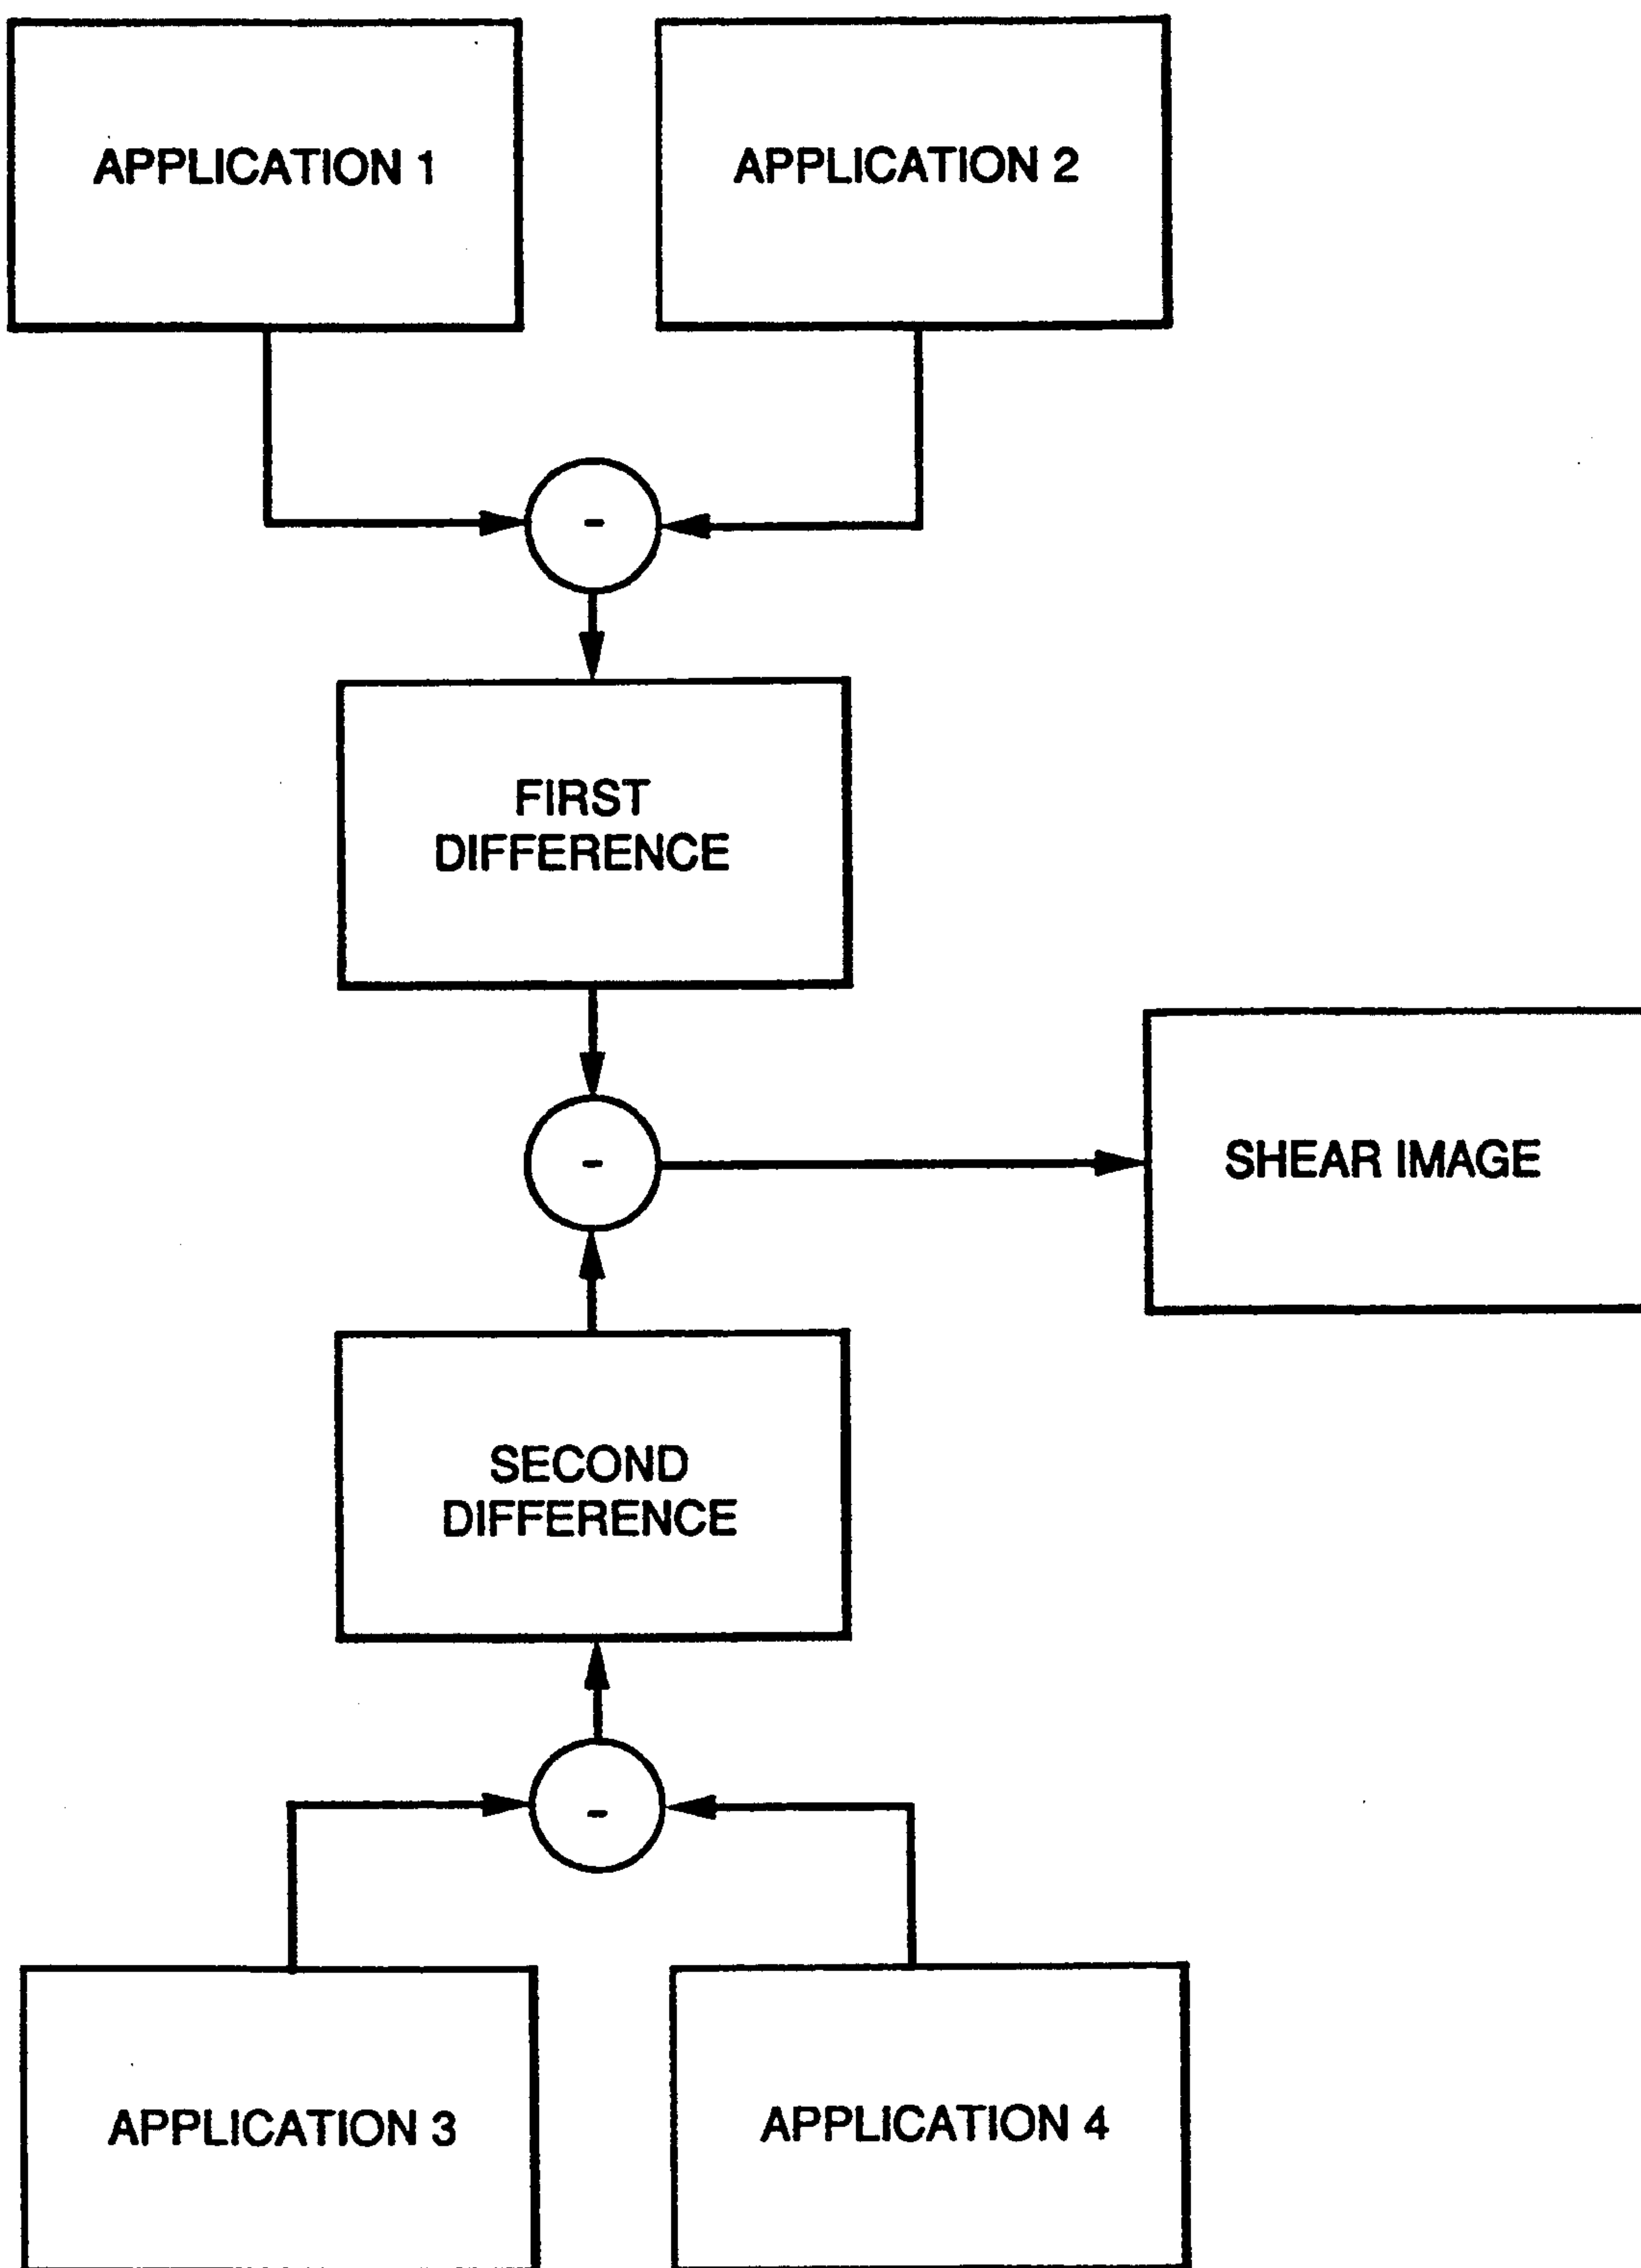 APPLICATION 1
APPLICATION 2
-
FIRST
DIFFERENCE
-
SHEAR IMAGE
SECOND
DIFFERENCE
-
APPLICATION 3
APPLICATION 4